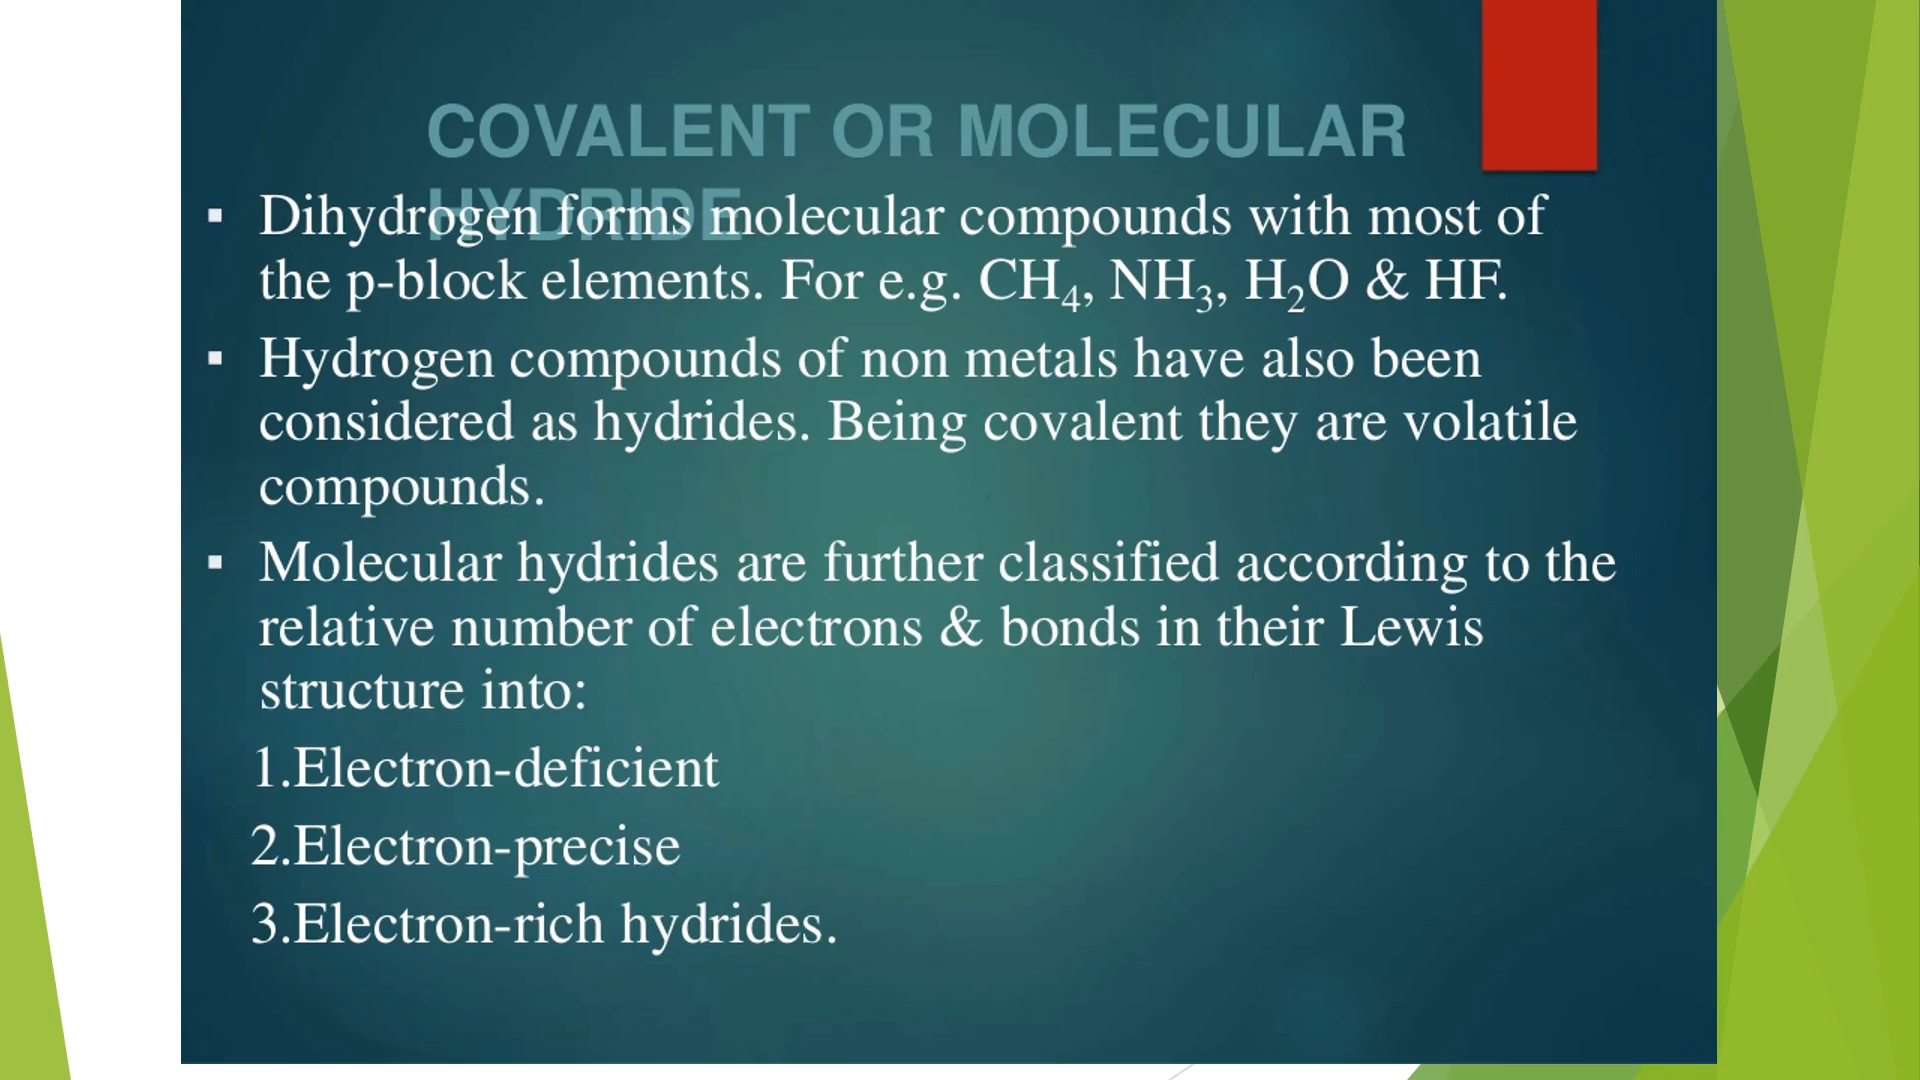 COVALENT OR MOLECULAR
HYDRIDE
▪ Dihydrogen forms molecular compounds with most of
the p-block elements. For e.g. CH₄, NH₃, H₂O & HF.
▪ Hydrogen compounds of non metals have also been
considered as hydrides. Being covalent they are volatile
compounds.
▪ Molecular hydrides are further classified according to the
relative number of electrons & bonds in their Lewis
structure into:
1.Electron-deficient
2.Electron-precise
3.Electron-rich hydrides.